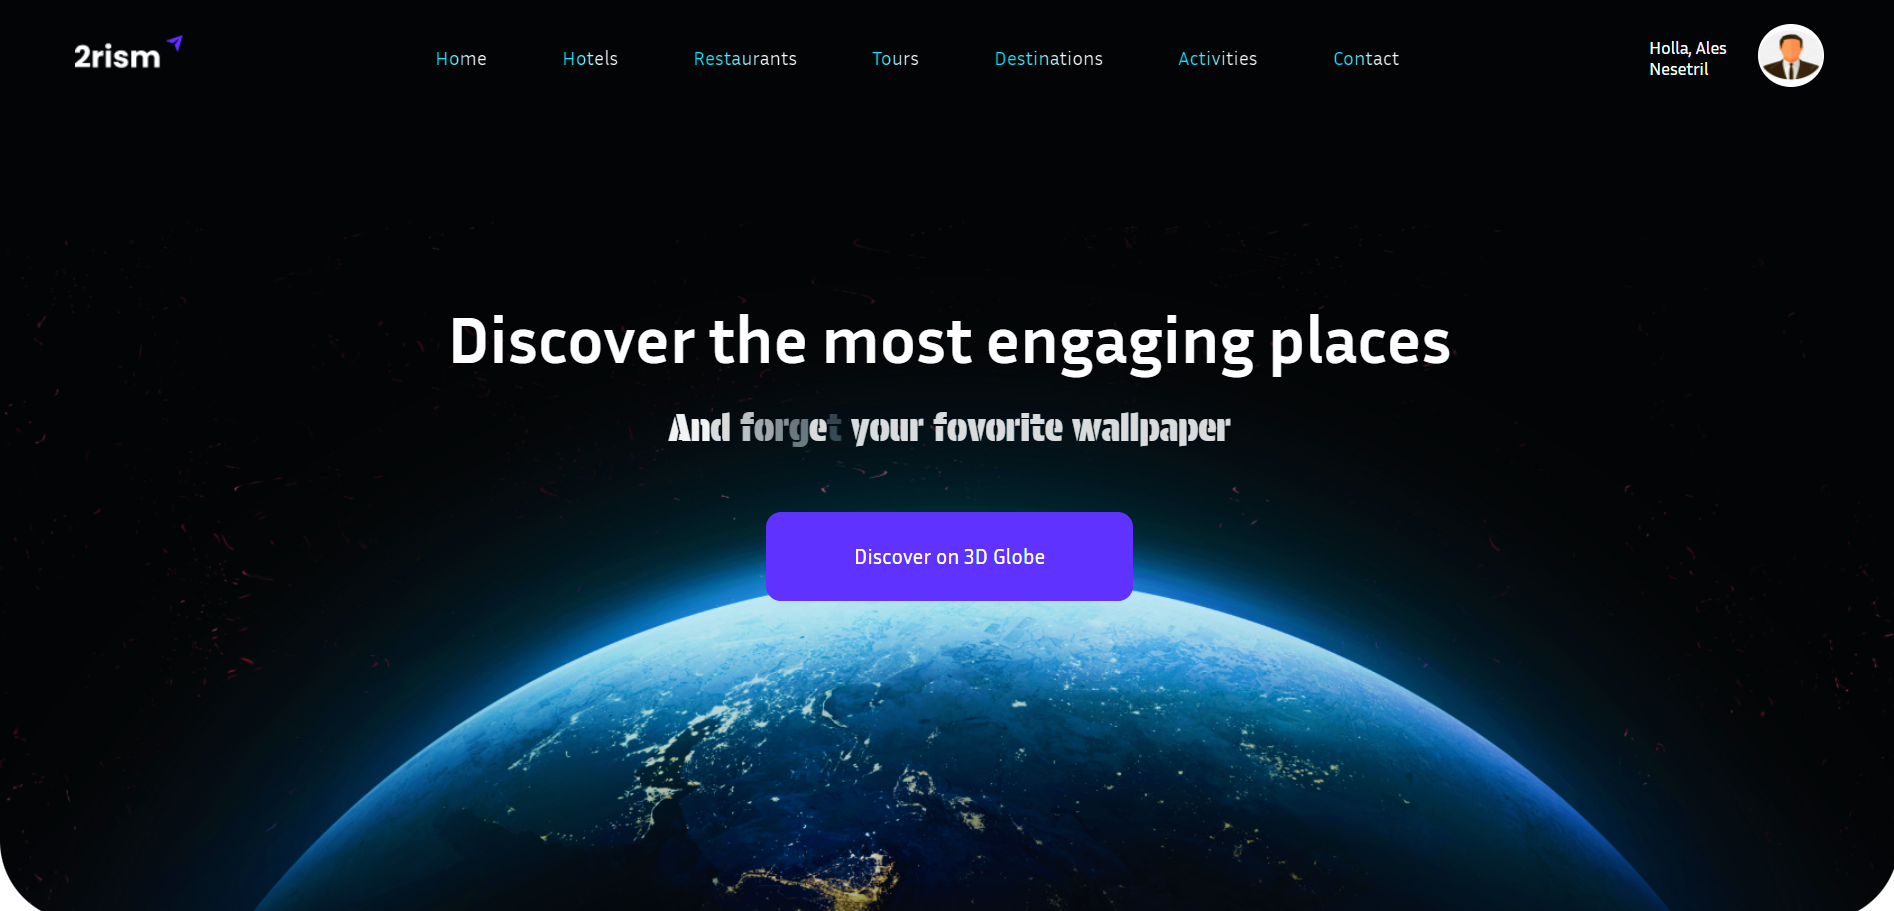 2rism
Home Hotels Restaurants Tours Destinations Activities Contact
Holla, Ales
Nesetril
Discover the most engaging places
And forget your fovorite wallpaper
Discover on 3D Globe